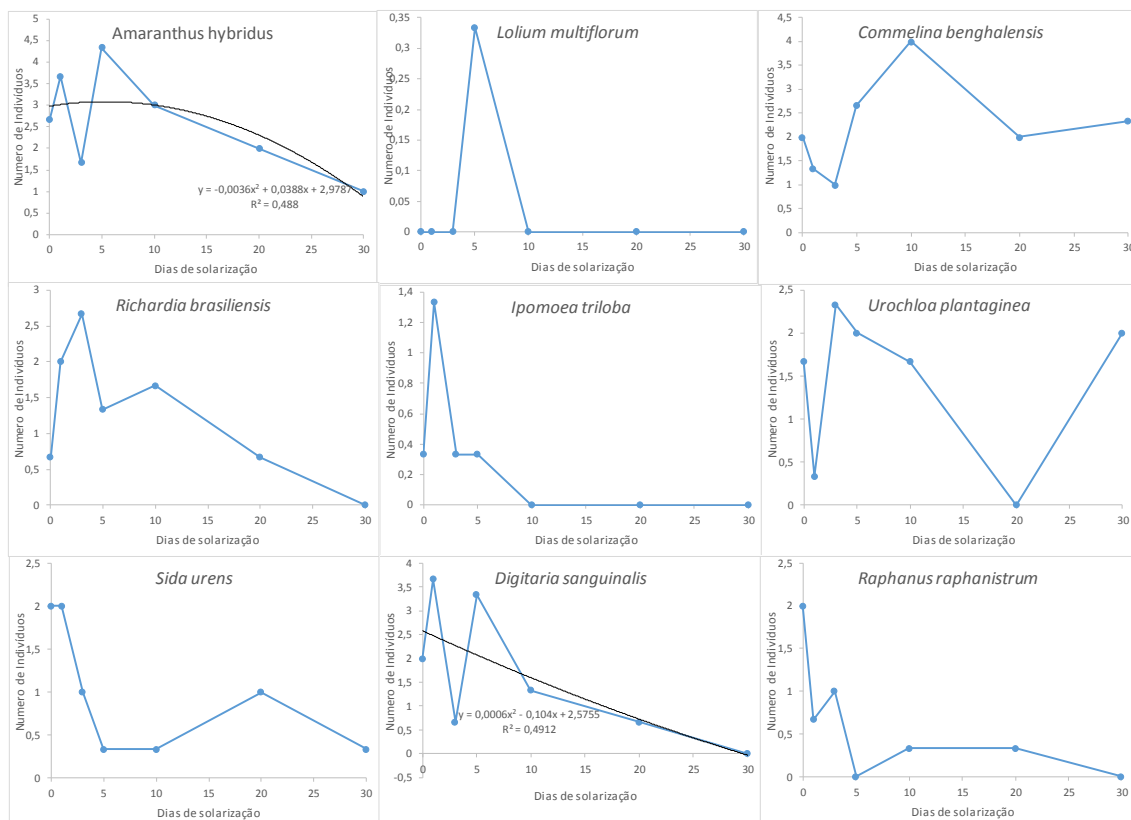 Amaranthus hybridus
Numero de Indivíduos
5
4,5
4
3,5
3
2,5
2
1,5
1
0,5
0
y = -0,0036x² + 0,0388x + 2,9787
R² = 0,488
0 5 10 15 20 25 30
Dias de solarização
Lolium multiflorum
Numero de Indivíduos
0,35
0,3
0,25
0,2
0,15
0,1
0,05
0
0 5 10 15 20 25 30
Dias de solarização
Commelina benghalensis
Numero de Indivíduos
4,5
4
3,5
3
2,5
2
1,5
1
0,5
0
0 5 10 15 20 25 30
Dias de solarização
Richardia brasiliensis
Numero de Indivíduos
3
2,5
2
1,5
1
0,5
0
0 5 10 15 20 25 30
Dias de solarização
Ipomoea triloba
Numero de Indivíduos
1,4
1,2
1
0,8
0,6
0,4
0,2
0
0 5 10 15 20 25 30
Dias de solarização
Urochloa plantaginea
Numero de Indivíduos
2,5
2
1,5
1
0,5
0
0 5 10 15 20 25 30
Dias de solarização
Sida urens
Numero de Indivíduos
2,5
2
1,5
1
0,5
0
0 5 10 15 20 25 30
Dias de solarização
Digitaria sanguinalis
Numero de Indivíduos
4
3,5
3
2,5
2
1,5
1
0,5
0
-0,5
y = 0,0006x² - 0,104x + 2,5755
R² = 0,4912
0 5 10 15 20 25 30
Dias de solarização
Raphanus raphanistrum
Numero de Indivíduos
2,5
2
1,5
1
0,5
0
0 5 10 15 20 25 30
Dias de solarização